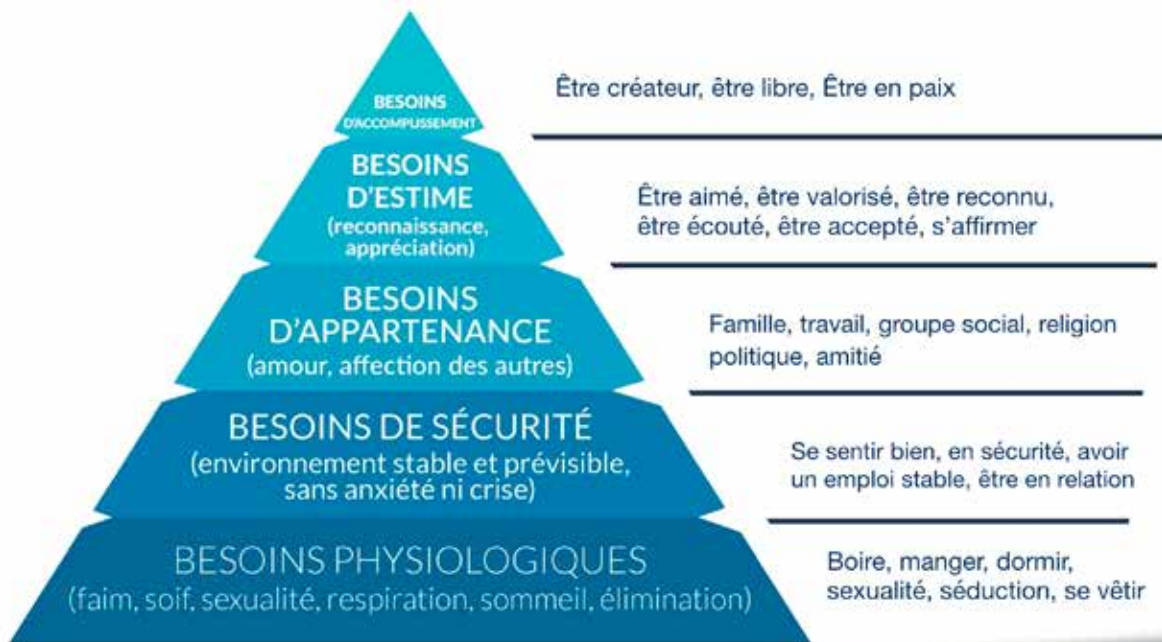 BESOINS
D'ACCOMPLISSEMENT
Être créateur, être libre, Être en paix
BESOINS
D'ESTIME
(reconnaissance,
appréciation)
Être aimé, être valorisé, être reconnu,
être écouté, être accepté, s'affirmer
BESOINS
D'APPARTENANCE
(amour, affection des autres)
Famille, travail, groupe social, religion
politique, amitié
BESOINS DE SÉCURITÉ
(environnement stable et prévisible,
sans anxiété ni crise)
Se sentir bien, en sécurité, avoir
un emploi stable, être en relation
BESOINS PHYSIOLOGIQUES
(faim, soif, sexualité, respiration, sommeil, élimination)
Boire, manger, dormir,
sexualité, séduction, se vêtir